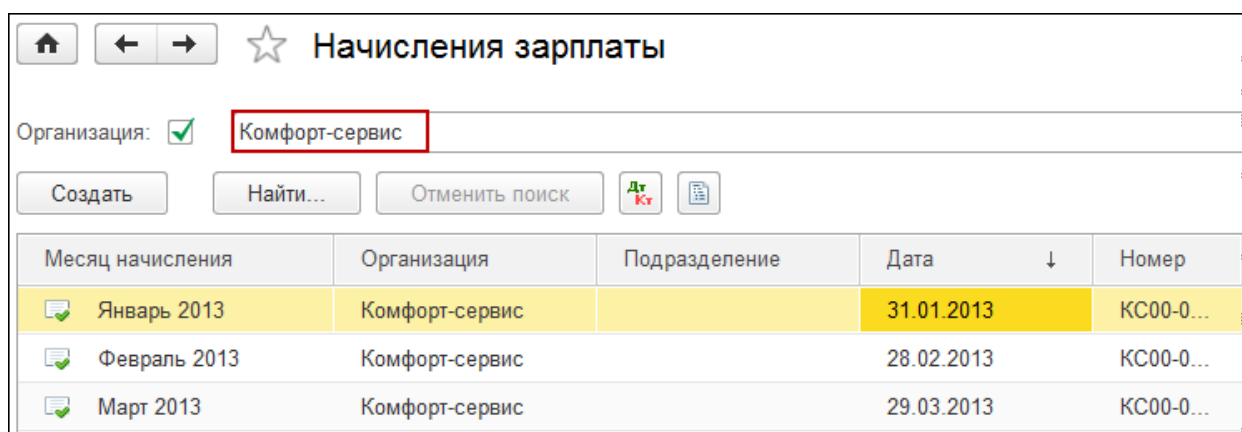 Начисления зарплаты
Организация: Комфорт-сервис
Создать Найти... Отменить поиск Дт Кт
Месяц начисления Организация Подразделение Дата ↓ Номер
Январь 2013 Комфорт-сервис 31.01.2013 КС00-0...
Февраль 2013 Комфорт-сервис 28.02.2013 КС00-0...
Март 2013 Комфорт-сервис 29.03.2013 КС00-0...